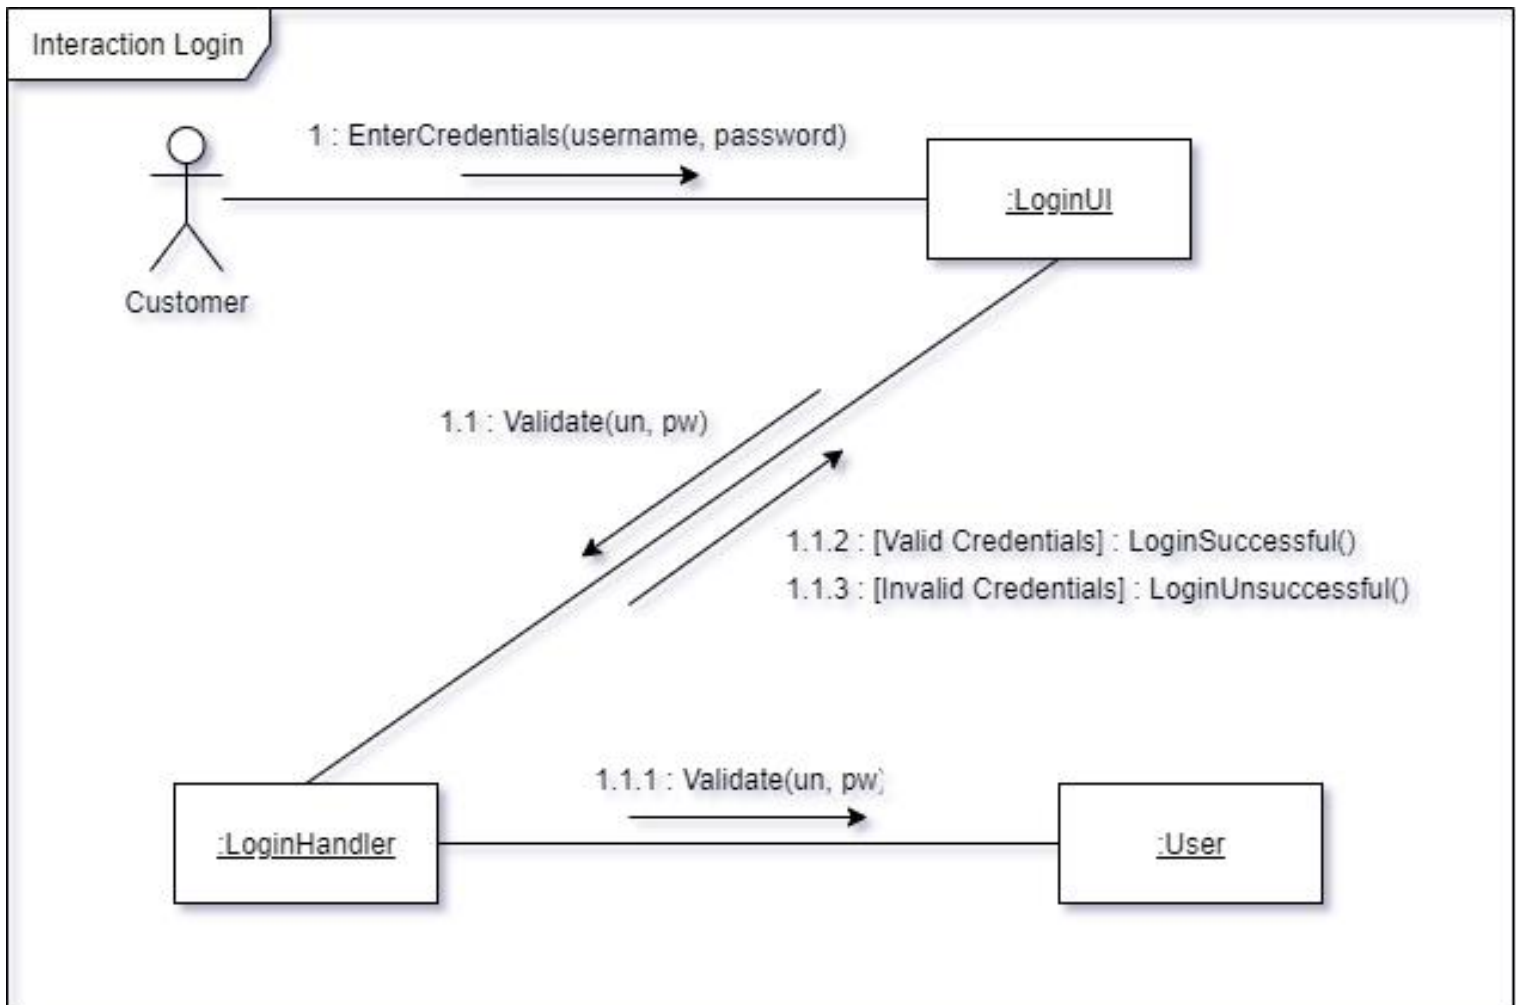 Interaction Login
1 : EnterCredentials(username, password)
:LoginUI
Customer
1.1 : Validate(un, pw)
1.1.2 : [Valid Credentials] : LoginSuccessful()
1.1.3 : [Invalid Credentials] : LoginUnsuccessful()
1.1.1 : Validate(un, pw)
:LoginHandler
:User